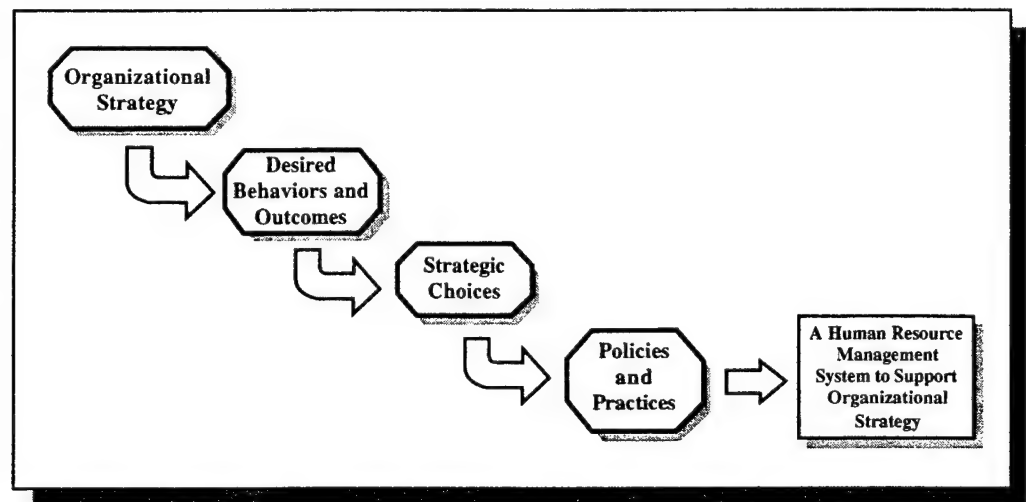 Organizational
Strategy
Desired
Behaviors and
Outcomes
Strategic
Choices
Policies
and
Practices
A Human Resource
Management
System to Support
Organizational
Strategy